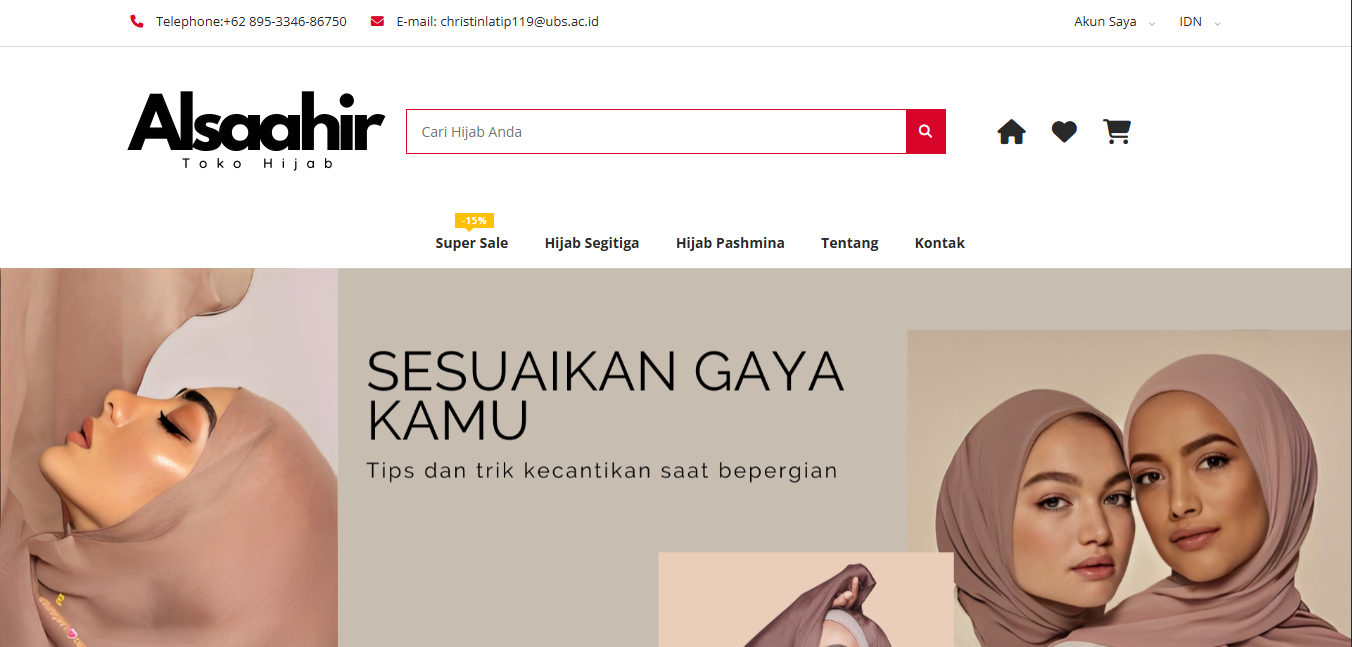 Telephone:+62 895-3346-86750 E-mail: christinlatip119@ubs.ac.id Akun Saya IDN
Alsaahir
Toko Hijab
Cari Hijab Anda
-15%
Super Sale Hijab Segitiga Hijab Pashmina Tentang Kontak
SESUAIKAN GAYA
KAMU
Tips dan trik kecantikan saat bepergian